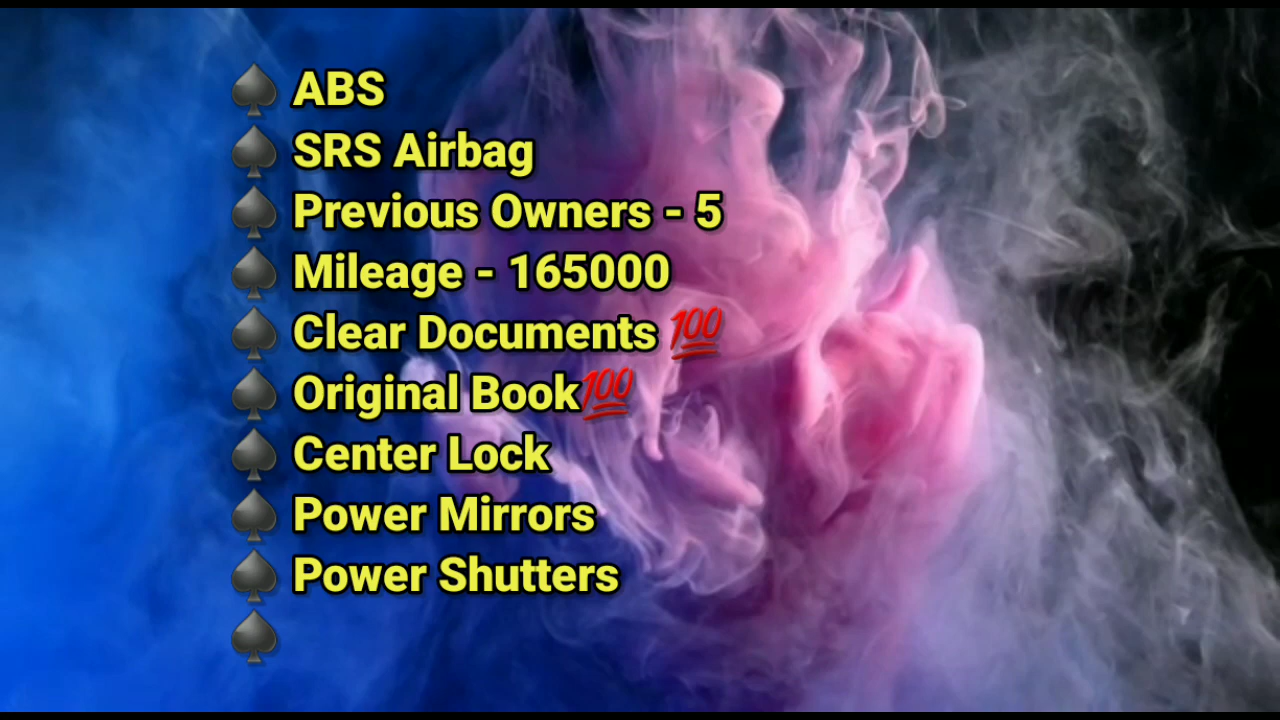 ♠ ABS
♠ SRS Airbag
♠ Previous Owners - 5
♠ Mileage - 165000
♠ Clear Documents 💯
♠ Original Book💯
♠ Center Lock
♠ Power Mirrors
♠ Power Shutters
♠